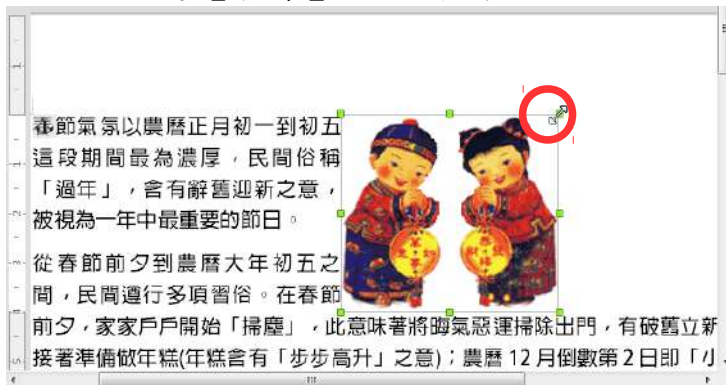 春節氣氛以農曆正月初一到初五
這段期間最為濃厚，民間俗稱
「過年」，含有辭舊迎新之意，
被視為一年中最重要的節日。
從春節前夕到農曆大年初五之
間，民間遵行多項習俗。在春節
前夕，家家戶戶開始「掃塵」，此意味著將晦氣惡運掃除出門，有破舊立新
接著準備做年糕(年糕含有「步步高升」之意)；農曆 12 月倒數第 2 日即「小